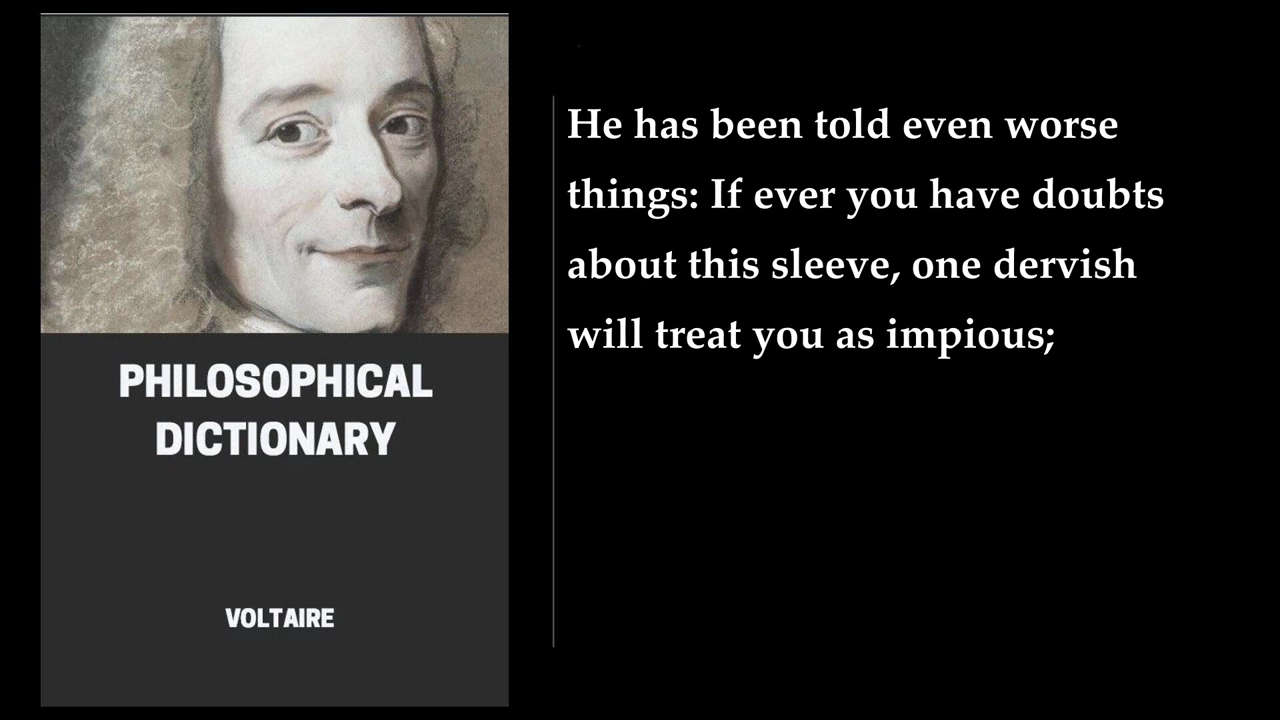 PHILOSOPHICAL
DICTIONARY
VOLTAIRE
He has been told even worse
things: If ever you have doubts
about this sleeve, one dervish
will treat you as impious;